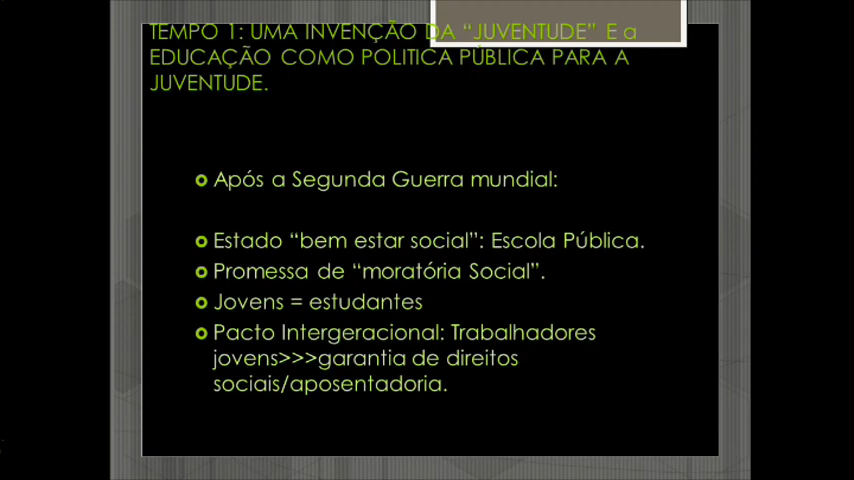 TEMPO 1: UMA INVENÇÃO DA “JUVENTUDE” E a
EDUCAÇÃO COMO POLITICA PÚBLICA PARA A
JUVENTUDE.
Após a Segunda Guerra mundial:
Estado “bem estar social”: Escola Pública.
Promessa de “moratória Social”.
Jovens = estudantes
Pacto Intergeracional: Trabalhadores
jovens>>>garantia de direitos
sociais/aposentadoria.